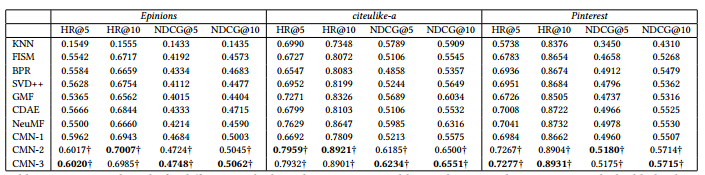 Epinions citeulike-a Pinterest
HR@5 HR@10 NDCG@5 NDCG@10 HR@5 HR@10 NDCG@5 NDCG@10 HR@5 HR@10 NDCG@5 NDCG@10
KNN 0.1549 0.1555 0.1433 0.1435 0.6990 0.7348 0.5789 0.5909 0.5738 0.8376 0.3450 0.4310
FISM 0.5542 0.6717 0.4192 0.4573 0.6727 0.8072 0.5106 0.5545 0.6783 0.8654 0.4658 0.5268
BPR 0.5584 0.6659 0.4334 0.4683 0.6547 0.8083 0.4858 0.5357 0.6936 0.8674 0.4912 0.5479
SVD++ 0.5628 0.6754 0.4112 0.4477 0.6952 0.8199 0.5244 0.5649 0.6951 0.8684 0.4796 0.5362
GMF 0.5365 0.6562 0.4015 0.4404 0.7271 0.8326 0.5689 0.6034 0.6726 0.8505 0.4737 0.5316
CDAE 0.5666 0.6844 0.4333 0.4715 0.6799 0.8103 0.5106 0.5532 0.7008 0.8722 0.4966 0.5525
NeuMF 0.5500 0.6660 0.4214 0.4590 0.7629 0.8647 0.5985 0.6316 0.7041 0.8732 0.4978 0.5530
CMN-1 0.5962 0.6943 0.4684 0.5003 0.6692 0.7809 0.5213 0.5575 0.6984 0.8662 0.4960 0.5507
CMN-2 0.6017† 0.7007† 0.4724† 0.5045† 0.7959† 0.8921† 0.6185† 0.6500† 0.7267† 0.8904† 0.5180† 0.5714†
CMN-3 0.6020† 0.6985† 0.4748† 0.5062† 0.7932† 0.8901† 0.6234† 0.6551† 0.7277† 0.8931† 0.5175† 0.5715†